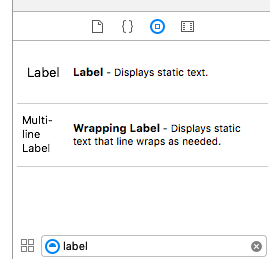 Label
Label - Displays static text.
Multi-
line
Label
Wrapping Label - Displays static
text that line wraps as needed.
label